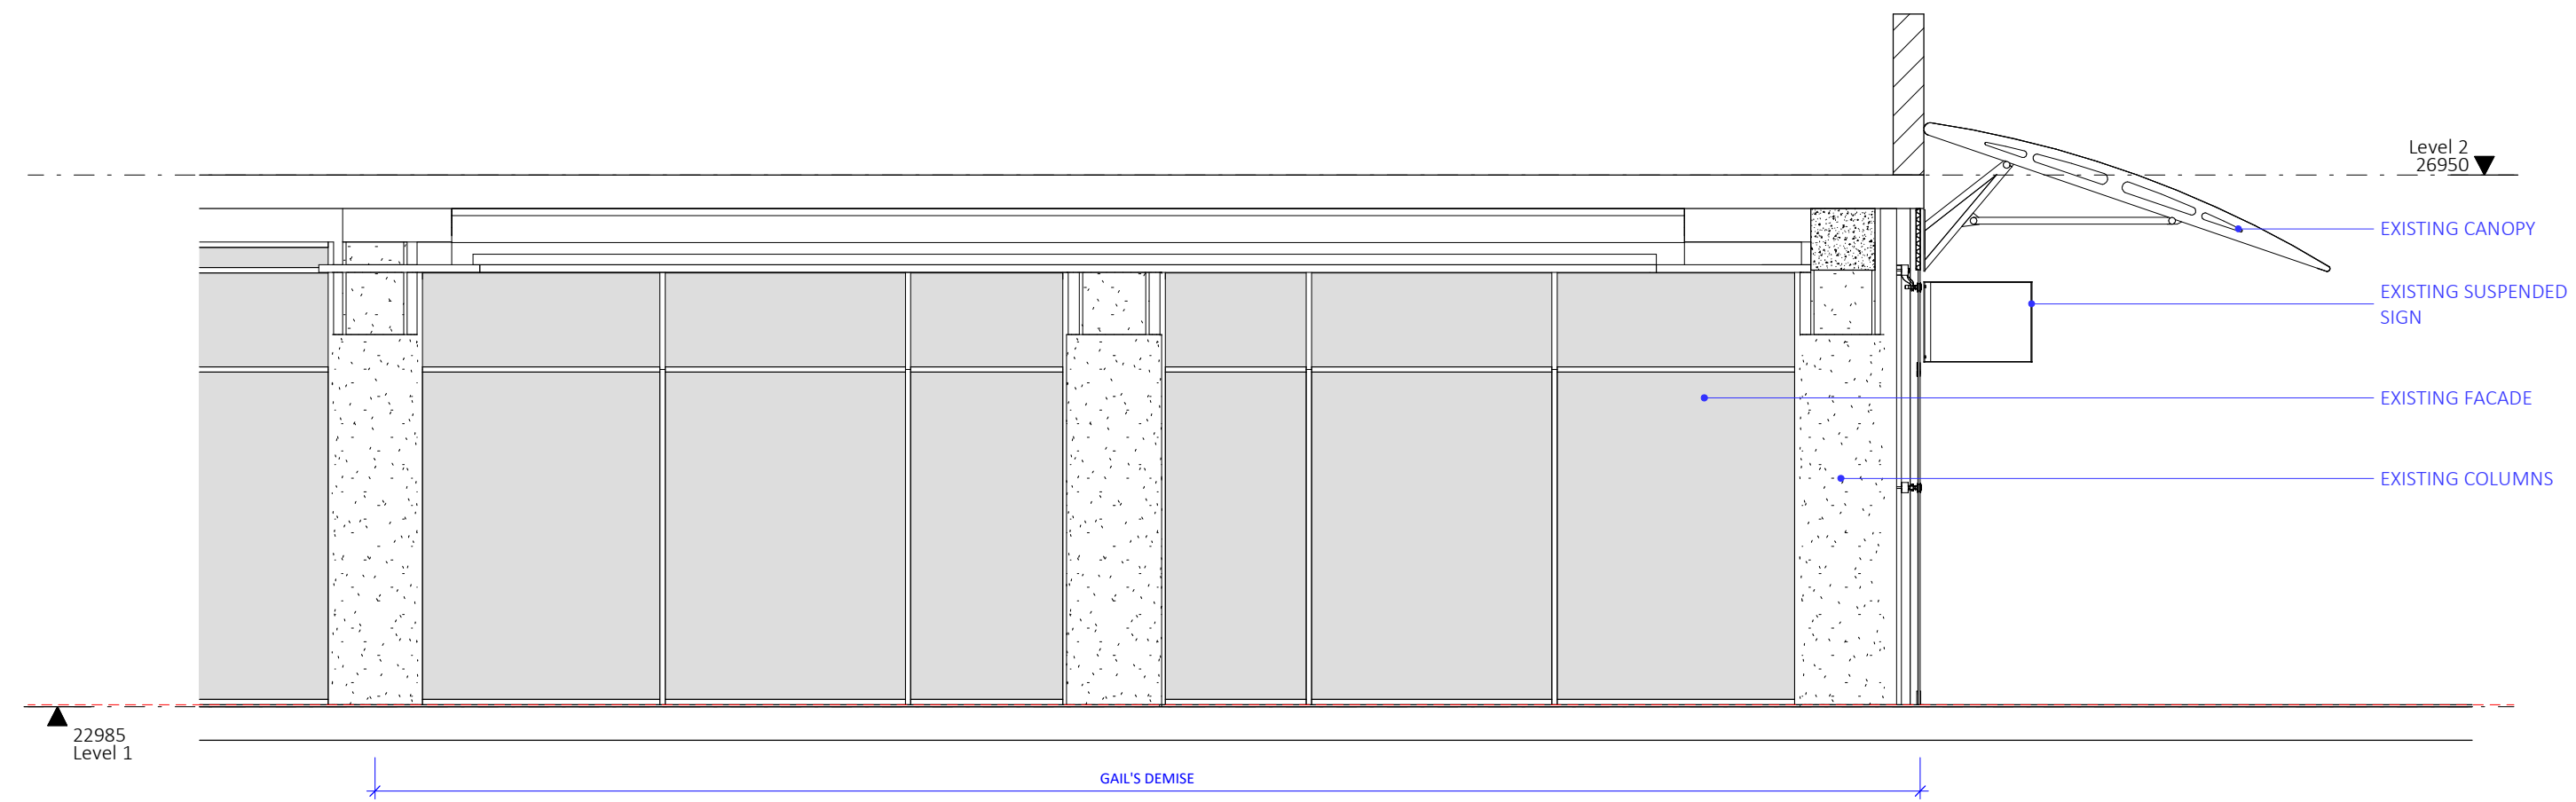 Level 2
26950
EXISTING CANOPY
EXISTING SUSPENDED
SIGN
EXISTING FACADE
EXISTING COLUMNS
22985
Level 1
GAIL'S DEMISE